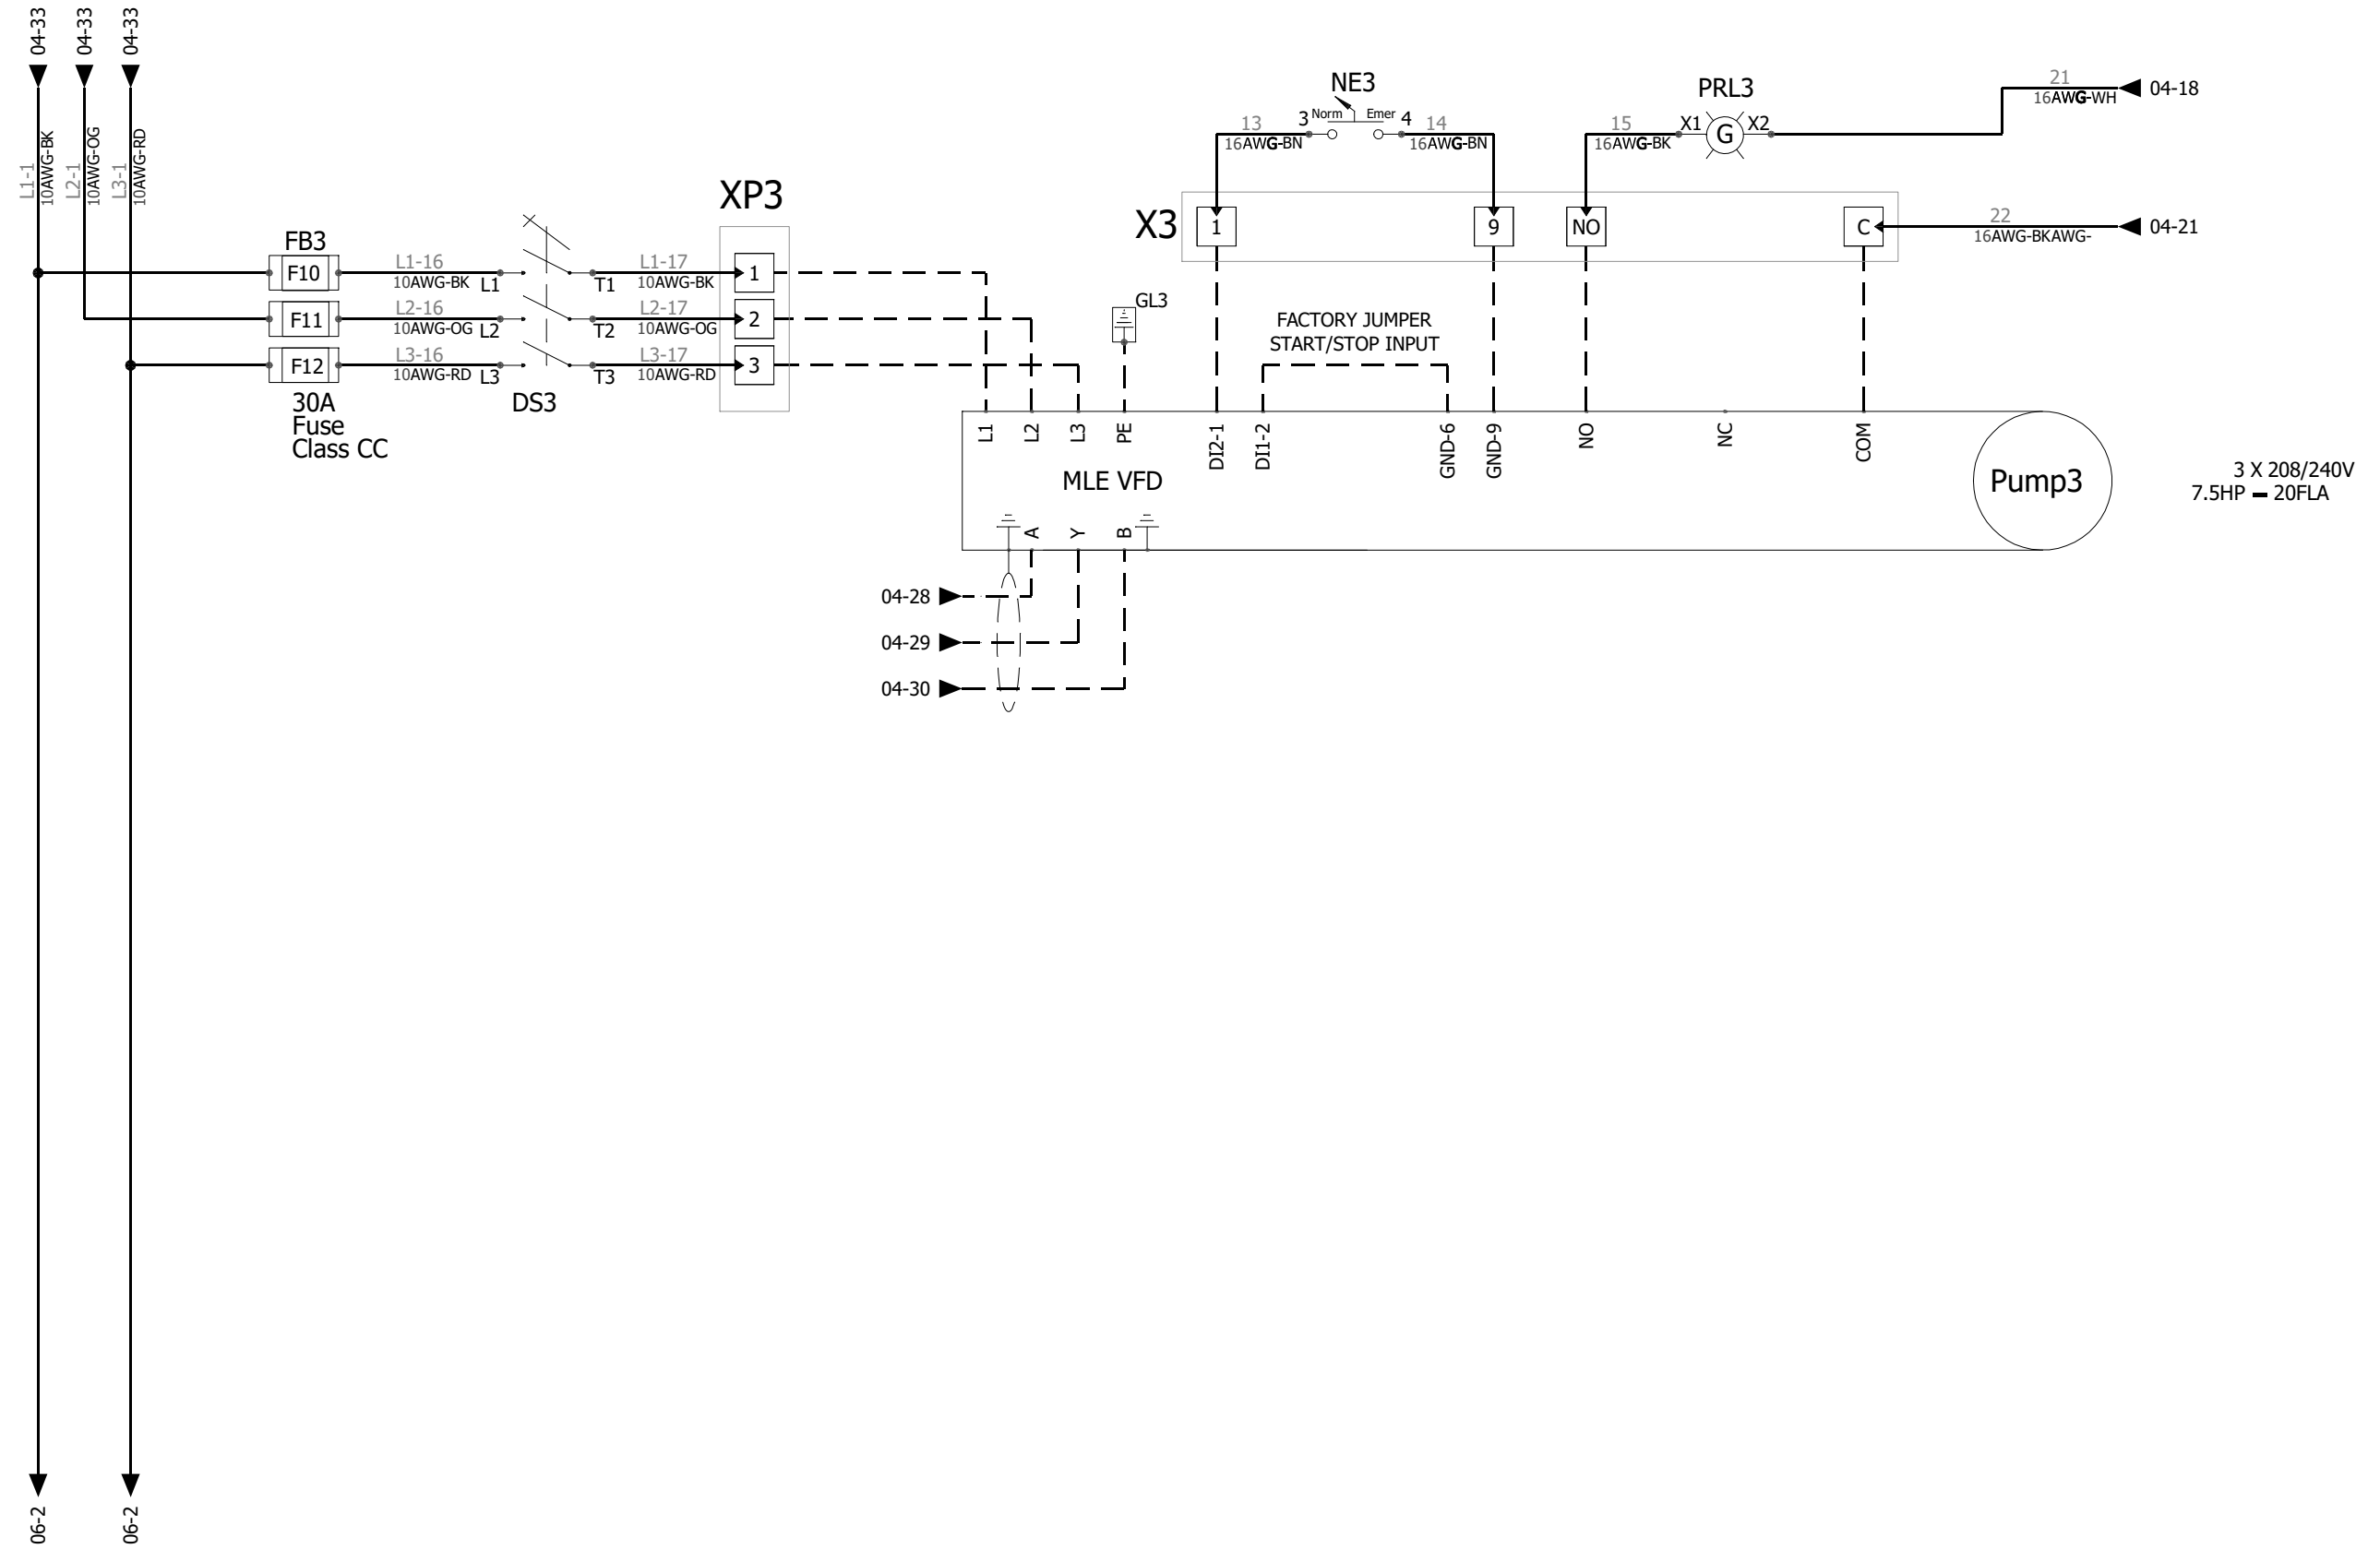 04-33
04-33
04-33
L1-1
10AWG-BK
L2-1
10AWG-OG
L3-1
10AWG-RD
NE3
3 Norm Emer 4
13
16AWG-BN
14
16AWG-BN
PRL3
15
16AWG-BK
X1 G X2
21
16AWG-WH
04-18
XP3
X3
1
9
NO
C
22
16AWG-BKAWG-
04-21
FB3
F10
L1-16
10AWG-BK
L1
T1
L1-17
10AWG-BK
1
F11
L2-16
10AWG-OG
L2
T2
L2-17
10AWG-OG
2
F12
L3-16
10AWG-RD
L3
T3
L3-17
10AWG-RD
3
30A
Fuse
Class CC
DS3
GL3
FACTORY JUMPER
START/STOP INPUT
L1
L2
L3
PE
DI2-1
DI1-2
GND-6
GND-9
NO
NC
COM
MLE VFD
Pump3
3 X 208/240V
7.5HP - 20FLA
A
Y
B
04-28
04-29
04-30
06-2
06-2